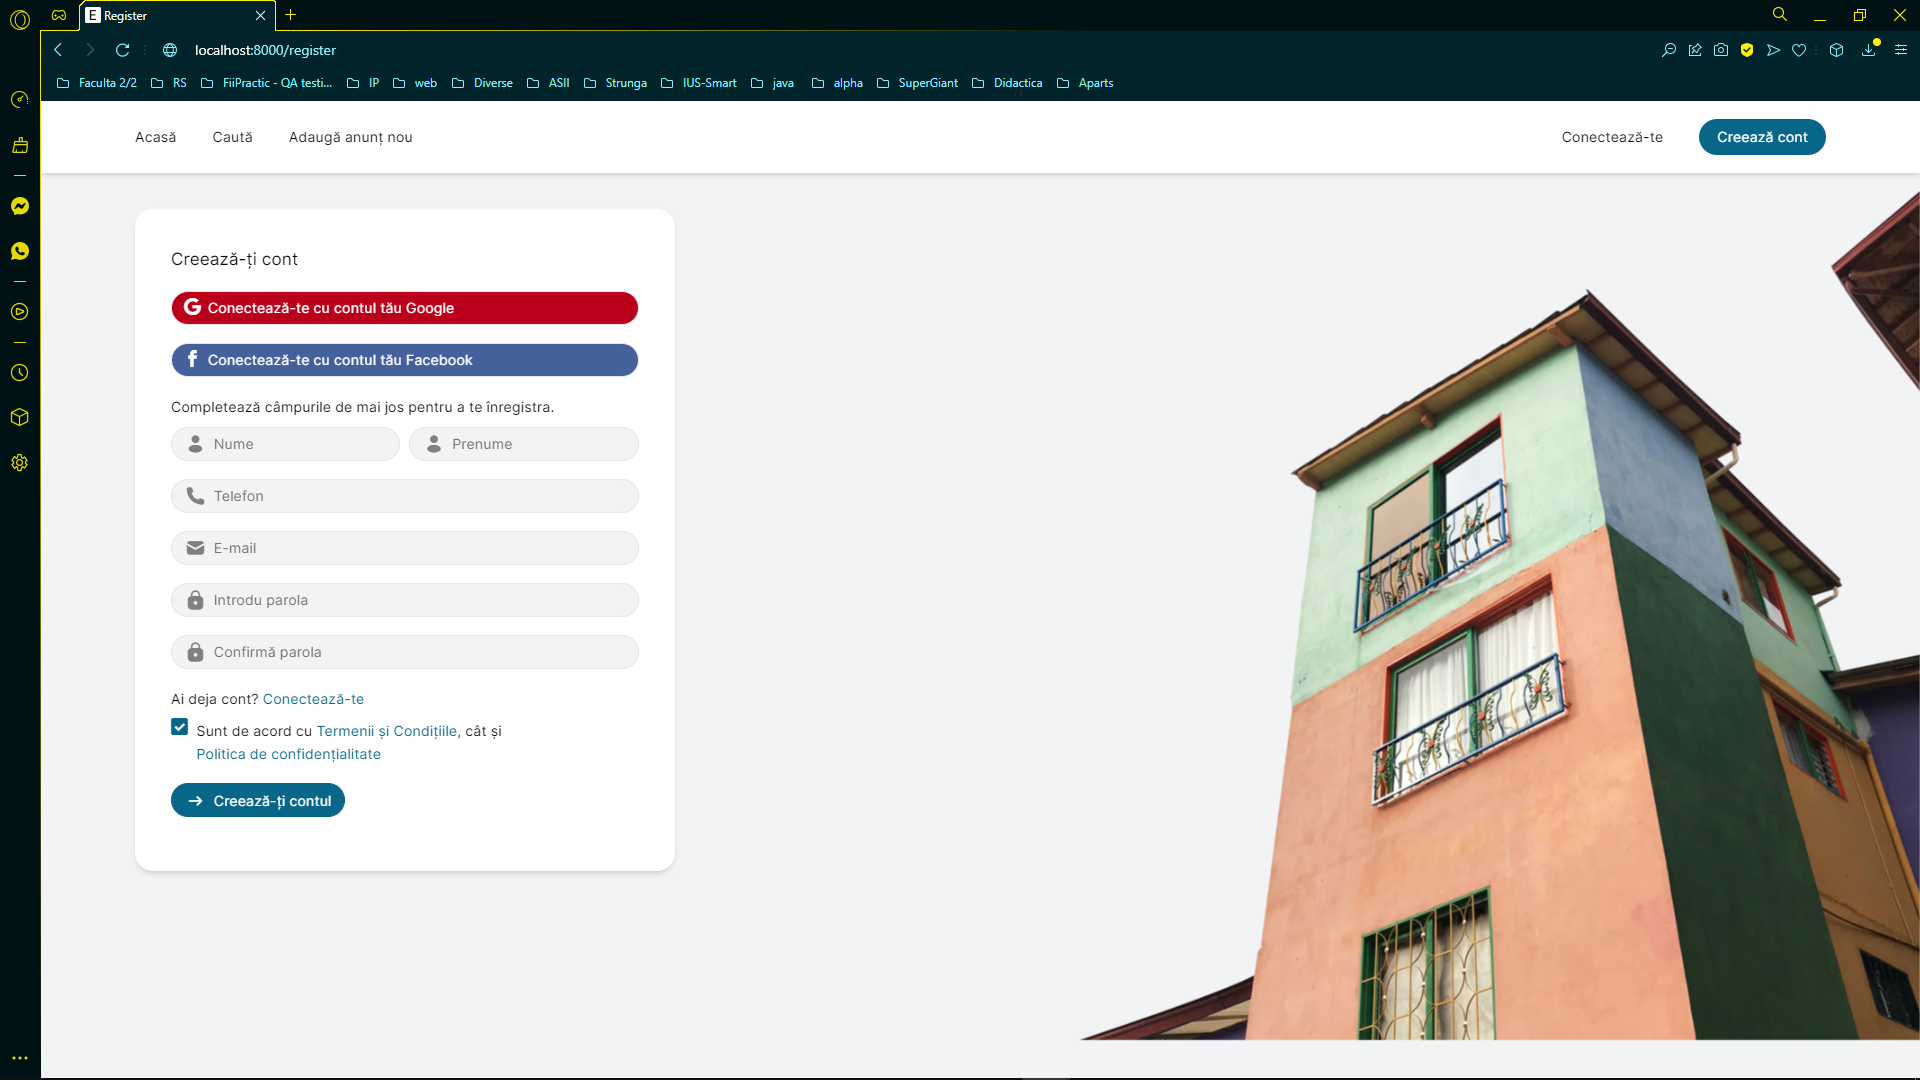 E Register
localhost:8000/register
Faculta 2/2 RS FiiPractic - QA testi... IP web Diverse ASII Strunga IUS-Smart java alpha SuperGiant Didactica Aparts
Acasă Caută Adaugă anunț nou Conectează-te Creează cont
Creează-ți cont
G Conectează-te cu contul tău Google
f Conectează-te cu contul tău Facebook
Completează câmpurile de mai jos pentru a te înregistra.
Nume Prenume
Telefon
E-mail
Introdu parola
Confirmă parola
Ai deja cont? Conectează-te
Sunt de acord cu Termenii și Condițiile, cât și
Politica de confidențialitate
Creează-ți contul